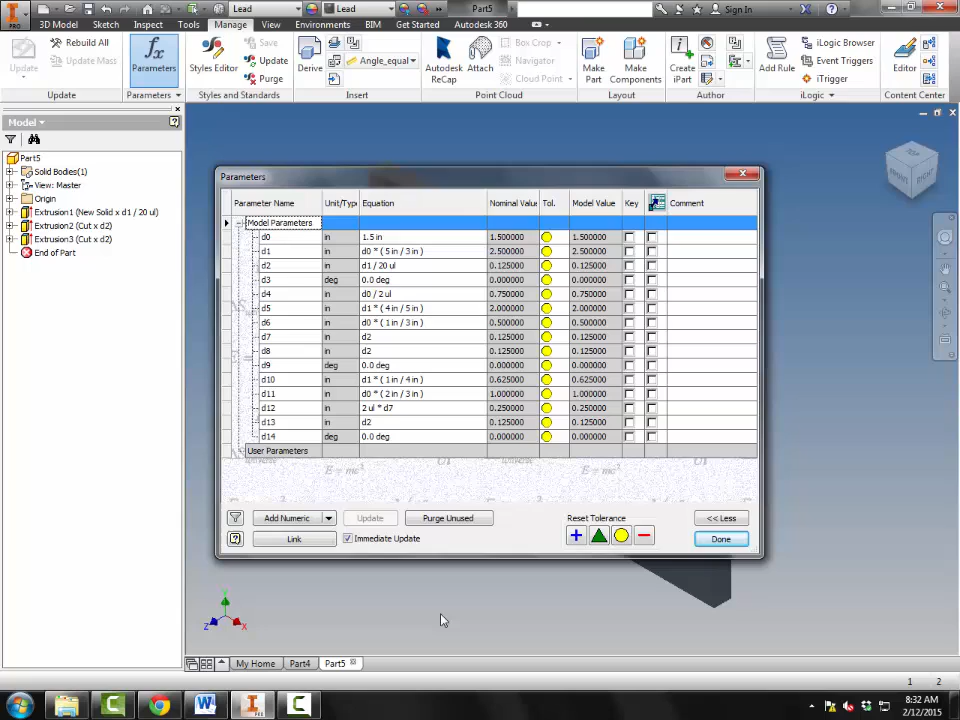 PRO
Lead
Lead
Part5
Sign In
3D Model
Sketch
Inspect
Tools
Manage
View
Environments
BIM
Get Started
Autodesk 360
Update
Rebuild All
Update Mass
Update
fx
Parameters
Parameters
Styles Editor
Save
Update
Purge
Styles and Standards
Derive
Angle_equal
Insert
Autodesk ReCap
Attach
Box Crop
Navigator
Cloud Point
Point Cloud
Make Part
Make Components
Layout
Create iPart
Author
Add Rule
iLogic Browser
Event Triggers
iTrigger
iLogic
Editor
Content Center
Model
Part5
Solid Bodies(1)
View: Master
Origin
Extrusion1 (New Solid x d1 / 20 ul)
Extrusion2 (Cut x d2)
Extrusion3 (Cut x d2)
End of Part
TOP
FRONT
RIGHT
Parameters
Parameter Name Unit/Type Equation Nominal Value Tol. Model Value Key Comment
Model Parameters
d0 in 1.5 in 1.500000 1.500000
d1 in d0 * ( 5 in / 3 in ) 2.500000 2.500000
d2 in d1 / 20 ul 0.125000 0.125000
d3 deg 0.0 deg 0.000000 0.000000
d4 in d0 / 2 ul 0.750000 0.750000
d5 in d1 * ( 4 in / 5 in ) 2.000000 2.000000
d6 in d0 * ( 1 in / 3 in ) 0.500000 0.500000
d7 in d2 0.125000 0.125000
d8 in d2 0.125000 0.125000
d9 deg 0.0 deg 0.000000 0.000000
d10 in d1 * ( 1 in / 4 in ) 0.625000 0.625000
d11 in d0 * ( 2 in / 3 in ) 1.000000 1.000000
d12 in 2 ul * d7 0.250000 0.250000
d13 in d2 0.125000 0.125000
d14 deg 0.0 deg 0.000000 0.000000
User Parameters
E = mc²
E = mc²
Add Numeric
Update
Purge Unused
Reset Tolerance
<< Less
Link
Immediate Update
Done
Y
Z
X
My Home
Part4
Part5
1 2
8:32 AM
2/12/2015